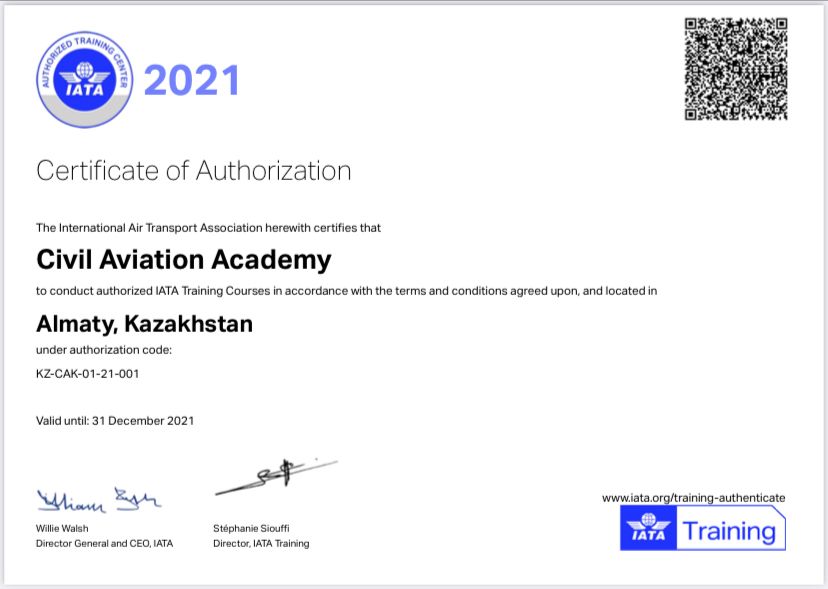 AUTHORIZED TRAINING CENTER
IATA
2021
Certificate of Authorization
The International Air Transport Association herewith certifies that
Civil Aviation Academy
to conduct authorized IATA Training Courses in accordance with the terms and conditions agreed upon, and located in
Almaty, Kazakhstan
under authorization code:
KZ-CAK-01-21-001
Valid until: 31 December 2021
Willie Walsh
Director General and CEO, IATA
Stéphanie Siouffi
Director, IATA Training
www.iata.org/training-authenticate
IATA Training